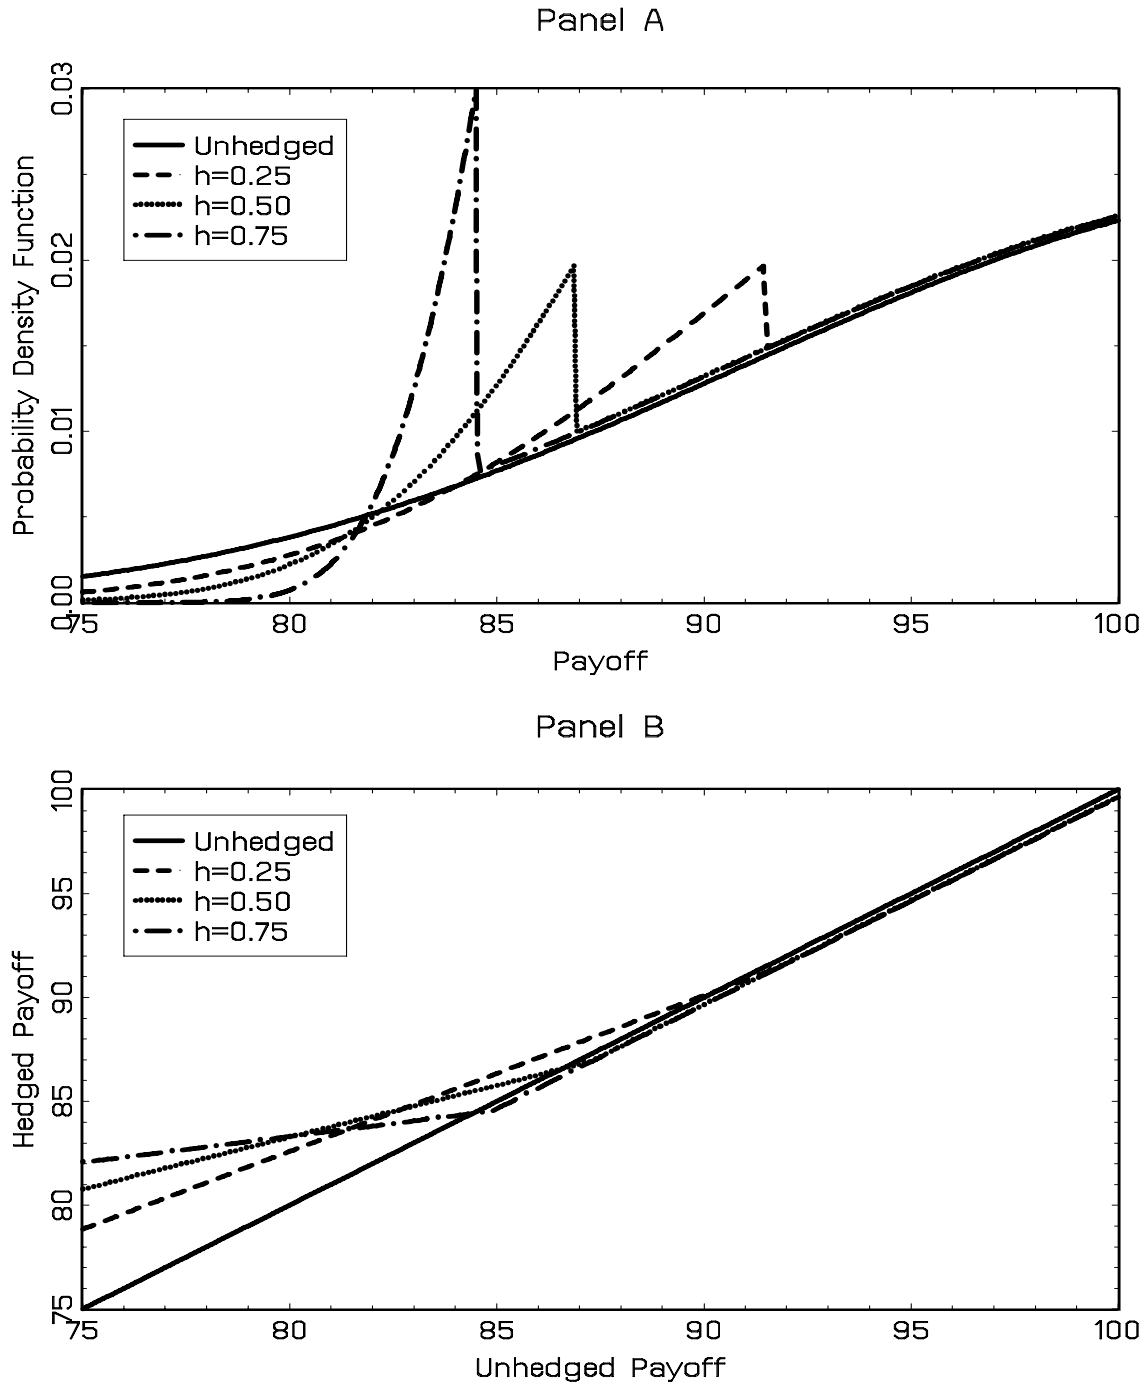 Panel A
Probability Density Function
0.03
0.02
0.01
0.00
Unhedged
h=0.25
h=0.50
h=0.75
75 80 85 90 95 100
Payoff
Panel B
Hedged Payoff
100
95
90
85
80
75
Unhedged
h=0.25
h=0.50
h=0.75
75 80 85 90 95 100
Unhedged Payoff